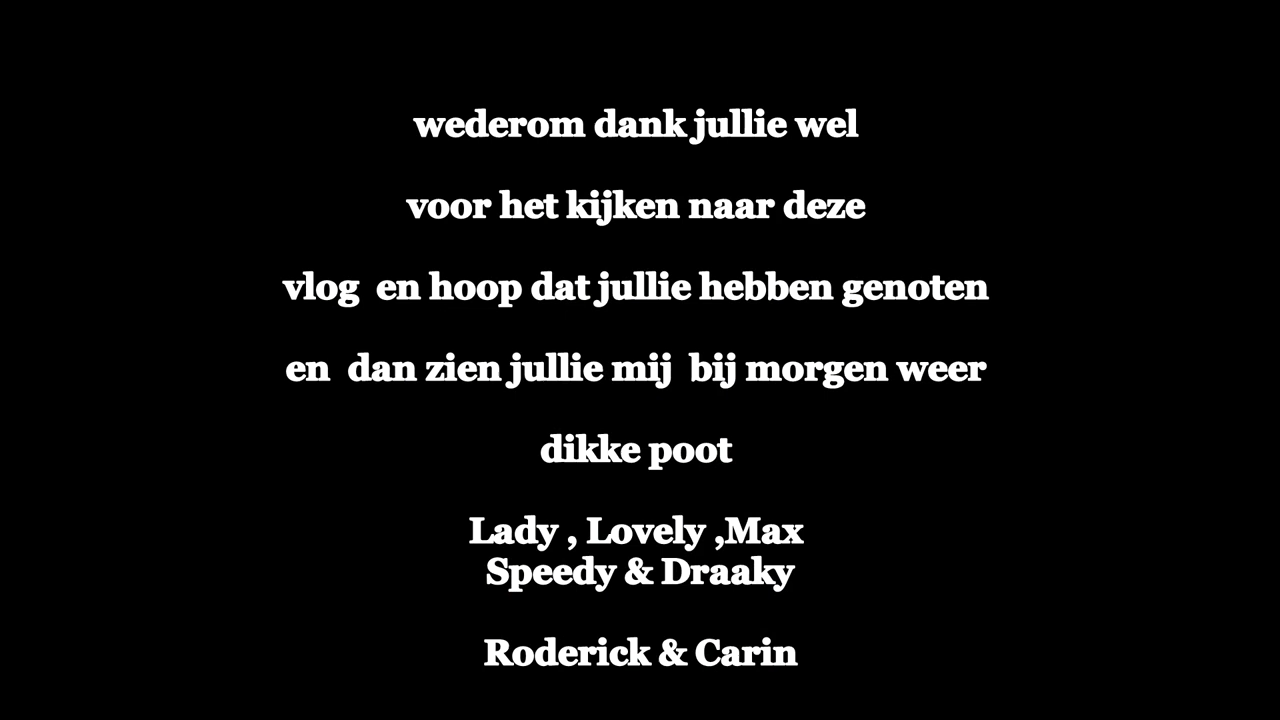 wederom dank jullie wel
voor het kijken naar deze
vlog  en hoop dat jullie hebben genoten
en  dan zien jullie mij  bij morgen weer
dikke poot
Lady , Lovely ,Max
Speedy & Draaky
Roderick & Carin